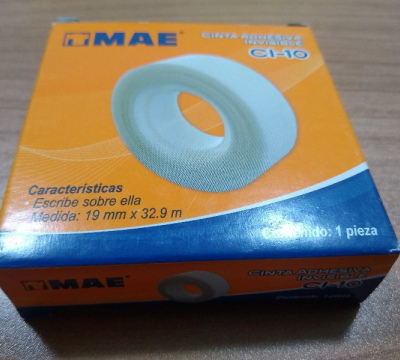 MAE
CINTA ADHESIVA
INVISIBLE
CI-10
Características
· Escribe sobre ella
Medida: 19 mm x 32.9 m
Contenido: 1 pieza
MAE
CINTA ADHESIVA
INVISIBLE
CI-10